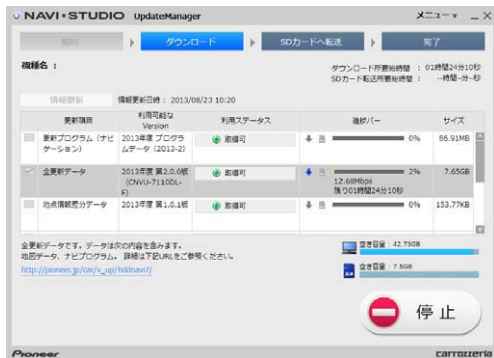 NAVI*STUDIO UpdateManager
メニュー
開始
ダウンロード
SDカードへ転送
完了
機種名 :
ダウンロード所要総時間 : 01時間24分10秒
SDカード転送所要総時間 : --時間--分--秒
情報更新
情報更新日時 : 2013/08/23 10:20
更新項目
利用可能な
Version
利用ステータス
進捗バー
サイズ
更新プログラム (ナビ
ゲーション)
2013年度 プログラ
ムデータ (2013-2)
取得可
0%
86.91MB
全更新データ
2013年度 第2.0.0版
(CNVU-7110DL-
F)
取得可
2%
12.68Mbps
残り01時間24分10秒
7.65GB
地点情報差分データ
2013年度 第1.0.1版
取得可
0%
153.77KB
全更新データです。データは次の内容を含みます。
地図データ、ナビプログラム。 詳細は下記URLをご参照ください。
http://pioneer.jp/car/v_up/hddnavi7/
空き容量 : 42.73GB
空き容量 : 7.5GB
停止
Pioneer
carrozzeria